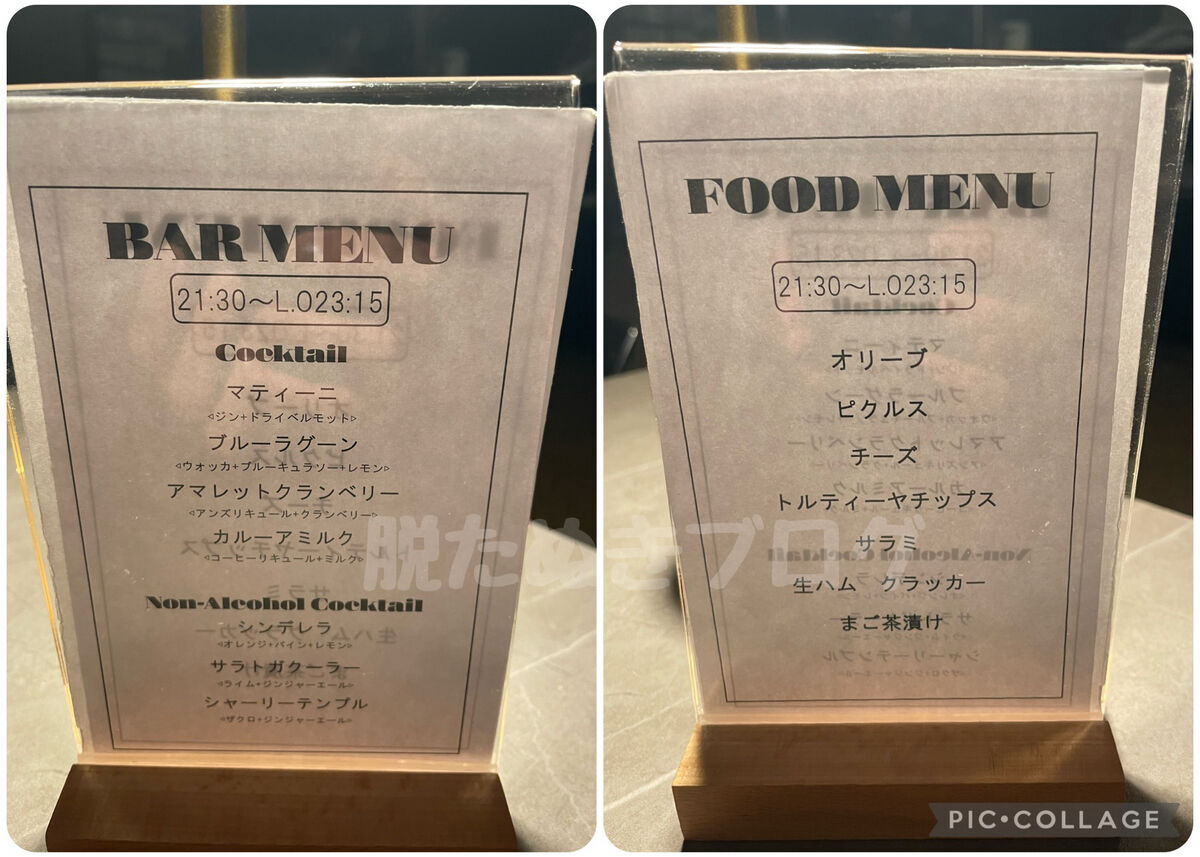 BAR MENU
21:30～L.O23:15
Cocktail
マティーニ
<ジン+ドライベルモット>
ブルーラグーン
<ウォッカ+ブルーキュラソー+レモン>
アマレットクランベリー
<アンズリキュール+クランベリー>
カルーアミルク
<コーヒーリキュール+ミルク>
Non-Alcohol Cocktail
シンデレラ
<オレンジ+パイン+レモン>
サラトガクーラー
<ライム+ジンジャーエール>
シャーリーテンプル
<ザクロ+ジンジャーエール>
FOOD MENU
21:30～L.O23:15
オリーブ
ピクルス
チーズ
トルティーヤチップス
サラミ
生ハム　クラッカー
まご茶漬け
脱ためきブログ
PIC•COLLAGE